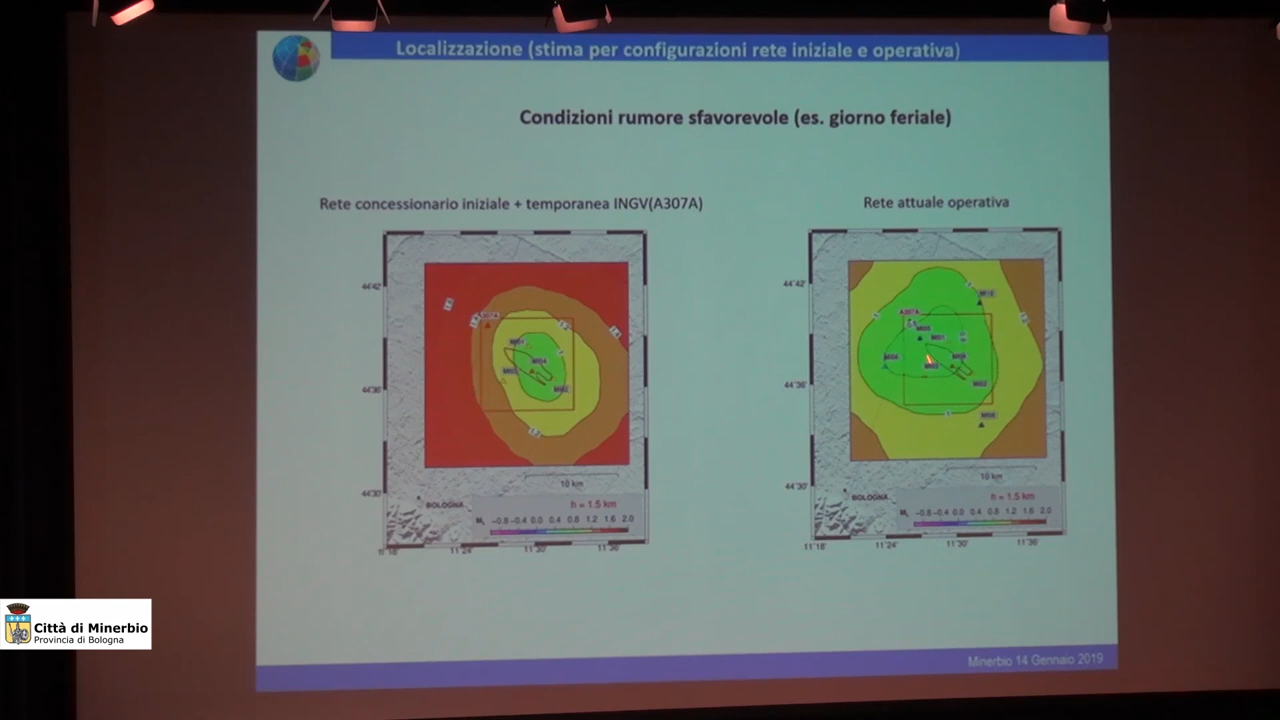 Localizzazione (stima per configurazioni rete iniziale e operativa)
Condizioni rumore sfavorevole (es. giorno feriale)
Rete concessionario iniziale + temporanea INGV(A307A)
Rete attuale operativa
44°42'
44°36'
44°30'
10 km
BOLOGNA
h = 1.5 km
-0.8 -0.4 0.0 0.4 0.8 1.2 1.6 2.0
11°18' 11°24' 11°30' 11°36'
44°42'
44°36'
44°30'
A307A
10 km
BOLOGNA
h = 1.5 km
-0.8 -0.4 0.0 0.4 0.8 1.2 1.6 2.0
11°18' 11°24' 11°30' 11°36'
Minerbio 14 Gennaio 2019
Città di Minerbio
Provincia di Bologna